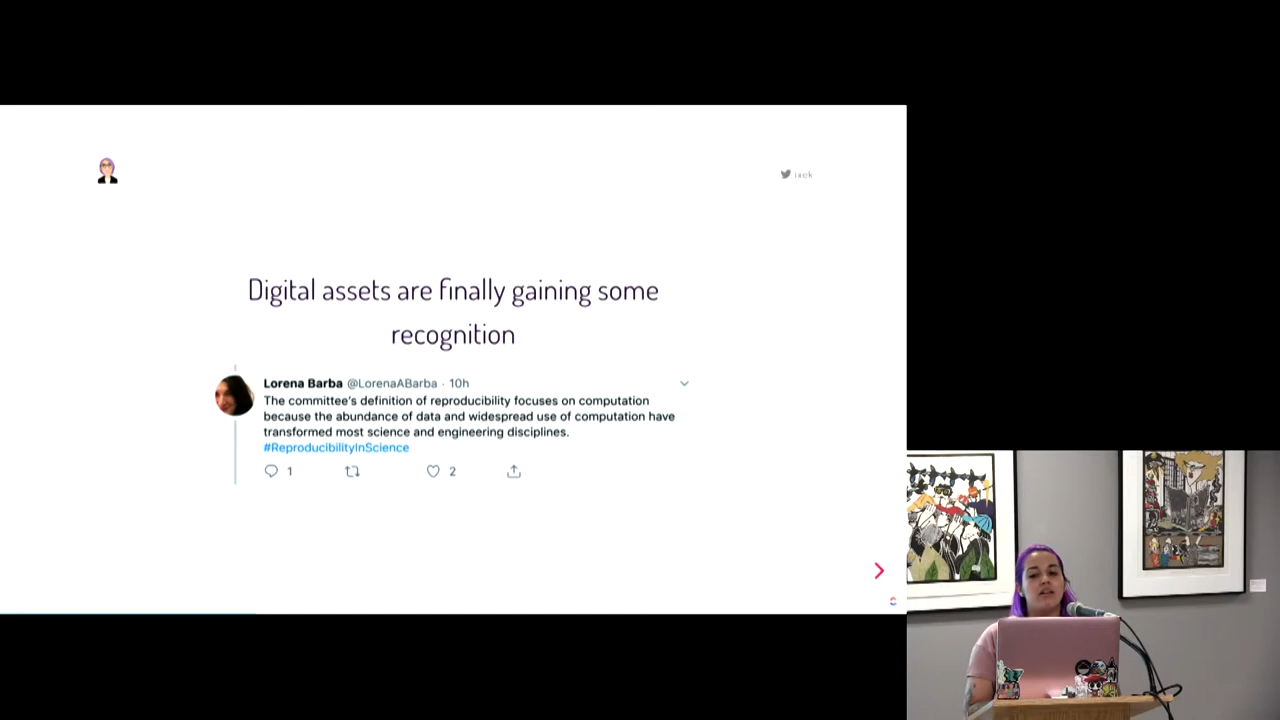 Digital assets are finally gaining some
recognition
Lorena Barba @LorenaABarba · 10h
The committee's definition of reproducibility focuses on computation
because the abundance of data and widespread use of computation have
transformed most science and engineering disciplines.
#ReproducibilityInScience
1 2